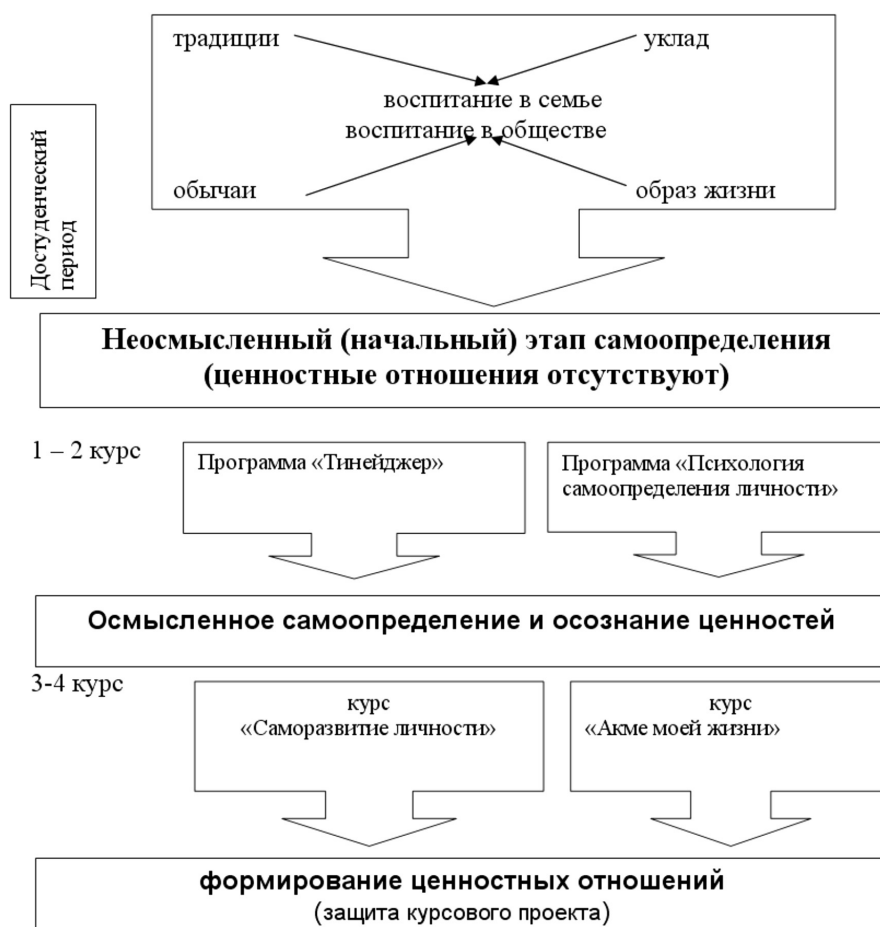 традиции
уклад
воспитание в семье
воспитание в обществе
обычаи
образ жизни
Достуденческий
период
Неосмысленный (начальный) этап самоопределения
(ценностные отношения отсутствуют)
1 – 2 курс
Программа «Тинейджер»
Программа «Психология
самоопределения личности»
Осмысленное самоопределение и осознание ценностей
3-4 курс
курс
«Саморазвитие личности»
курс
«Акме моей жизни»
формирование ценностных отношений
(защита курсового проекта)